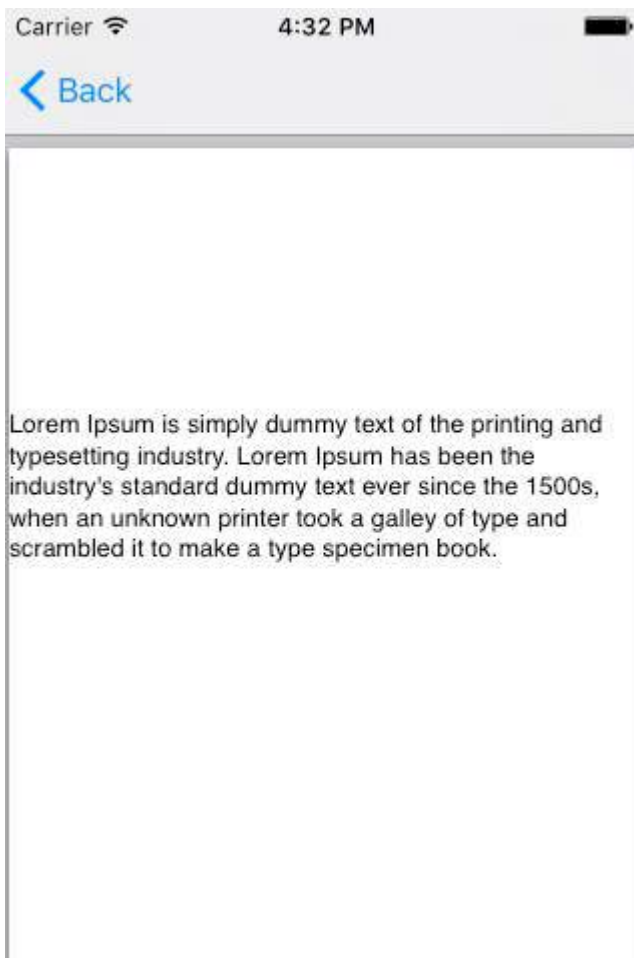 Carrier 4:32 PM
Back
Lorem Ipsum is simply dummy text of the printing and
typesetting industry. Lorem Ipsum has been the
industry's standard dummy text ever since the 1500s,
when an unknown printer took a galley of type and
scrambled it to make a type specimen book.